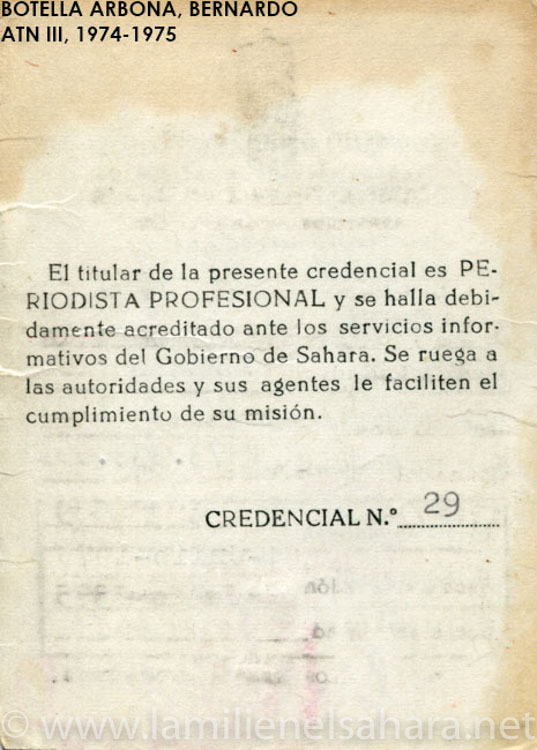 BOTELLA ARBONA, BERNARDO
ATN III, 1974-1975
El titular de la presente credencial es PE-
RIODISTA PROFESIONAL y se halla debi-
damente acreditado ante los servicios infor-
mativos del Gobierno de Sahara. Se ruega a
las autoridades y sus agentes le faciliten el
cumplimiento de su misión.
CREDENCIAL N.º 29
© www.lamilienelsahara.net